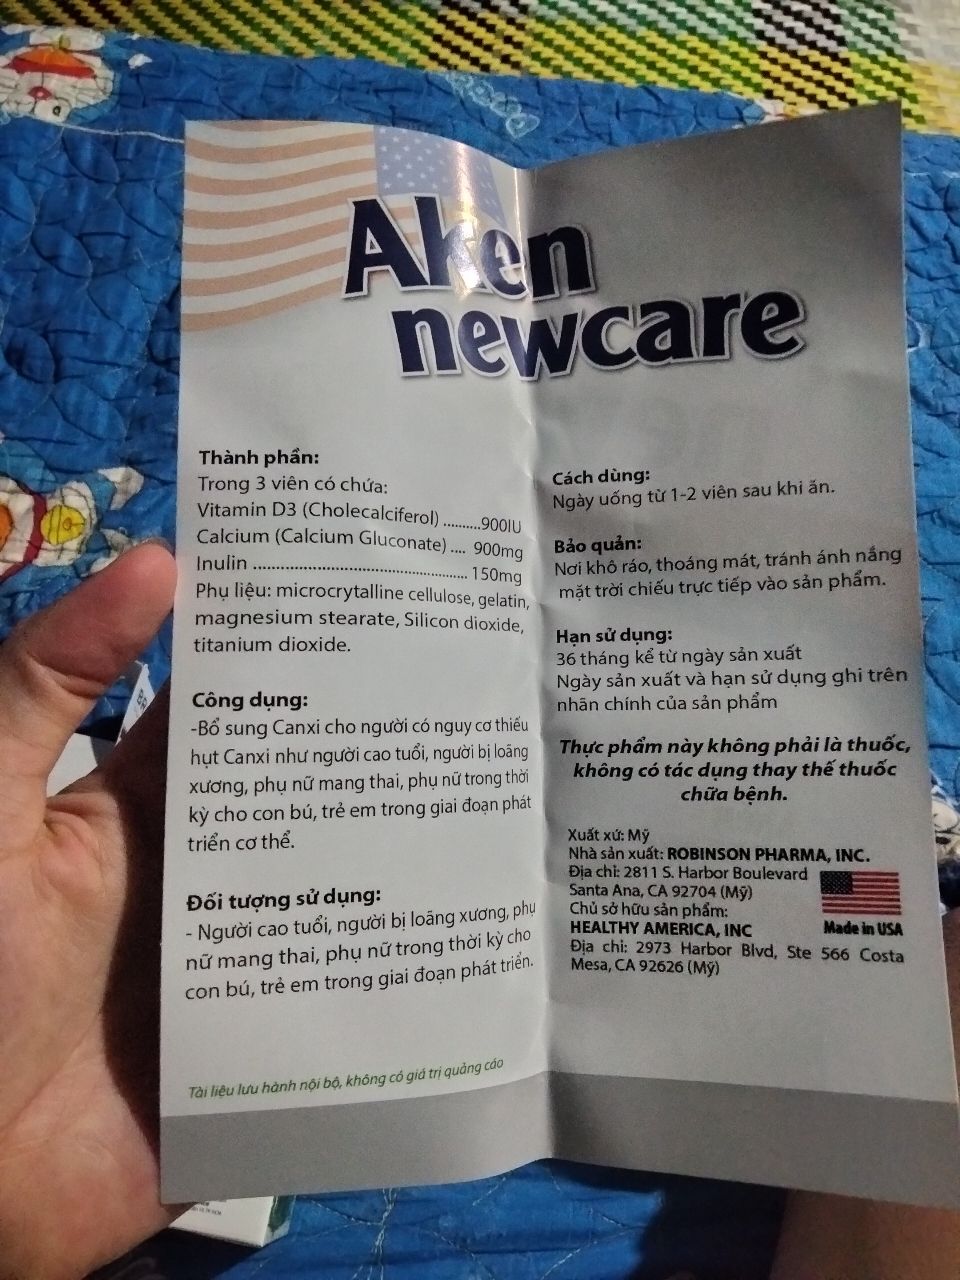 Aken
newcare
Thành phần:
Trong 3 viên có chứa:
Vitamin D3 (Cholecalciferol) ..........900IU
Calcium (Calcium Gluconate) .... 900mg
Inulin ................................................ 150mg
Phụ liệu: microcrytalline cellulose, gelatin,
magnesium stearate, Silicon dioxide,
titanium dioxide.
Công dụng:
-Bổ sung Canxi cho người có nguy cơ thiếu
hụt Canxi như người cao tuổi, người bị loãng
xương, phụ nữ mang thai, phụ nữ trong thời
kỳ cho con bú, trẻ em trong giai đoạn phát
triển cơ thể.
Đối tượng sử dụng:
- Người cao tuổi, người bị loãng xương, phụ
nữ mang thai, phụ nữ trong thời kỳ cho
con bú, trẻ em trong giai đoạn phát triển.
Tài liệu lưu hành nội bộ, không có giá trị quảng cáo
Cách dùng:
Ngày uống từ 1-2 viên sau khi ăn.
Bảo quản:
Nơi khô ráo, thoáng mát, tránh ánh nắng
mặt trời chiếu trực tiếp vào sản phẩm.
Hạn sử dụng:
36 tháng kể từ ngày sản xuất
Ngày sản xuất và hạn sử dụng ghi trên
nhãn chính của sản phẩm
Thực phẩm này không phải là thuốc,
không có tác dụng thay thế thuốc
chữa bệnh.
Xuất xứ: Mỹ
Nhà sản xuất: ROBINSON PHARMA, INC.
Địa chỉ: 2811 S. Harbor Boulevard
Santa Ana, CA 92704 (Mỹ)
Chủ sở hữu sản phẩm:
HEALTHY AMERICA, INC
Made in USA
Địa chỉ: 2973 Harbor Blvd, Ste 566 Costa
Mesa, CA 92626 (Mỹ)